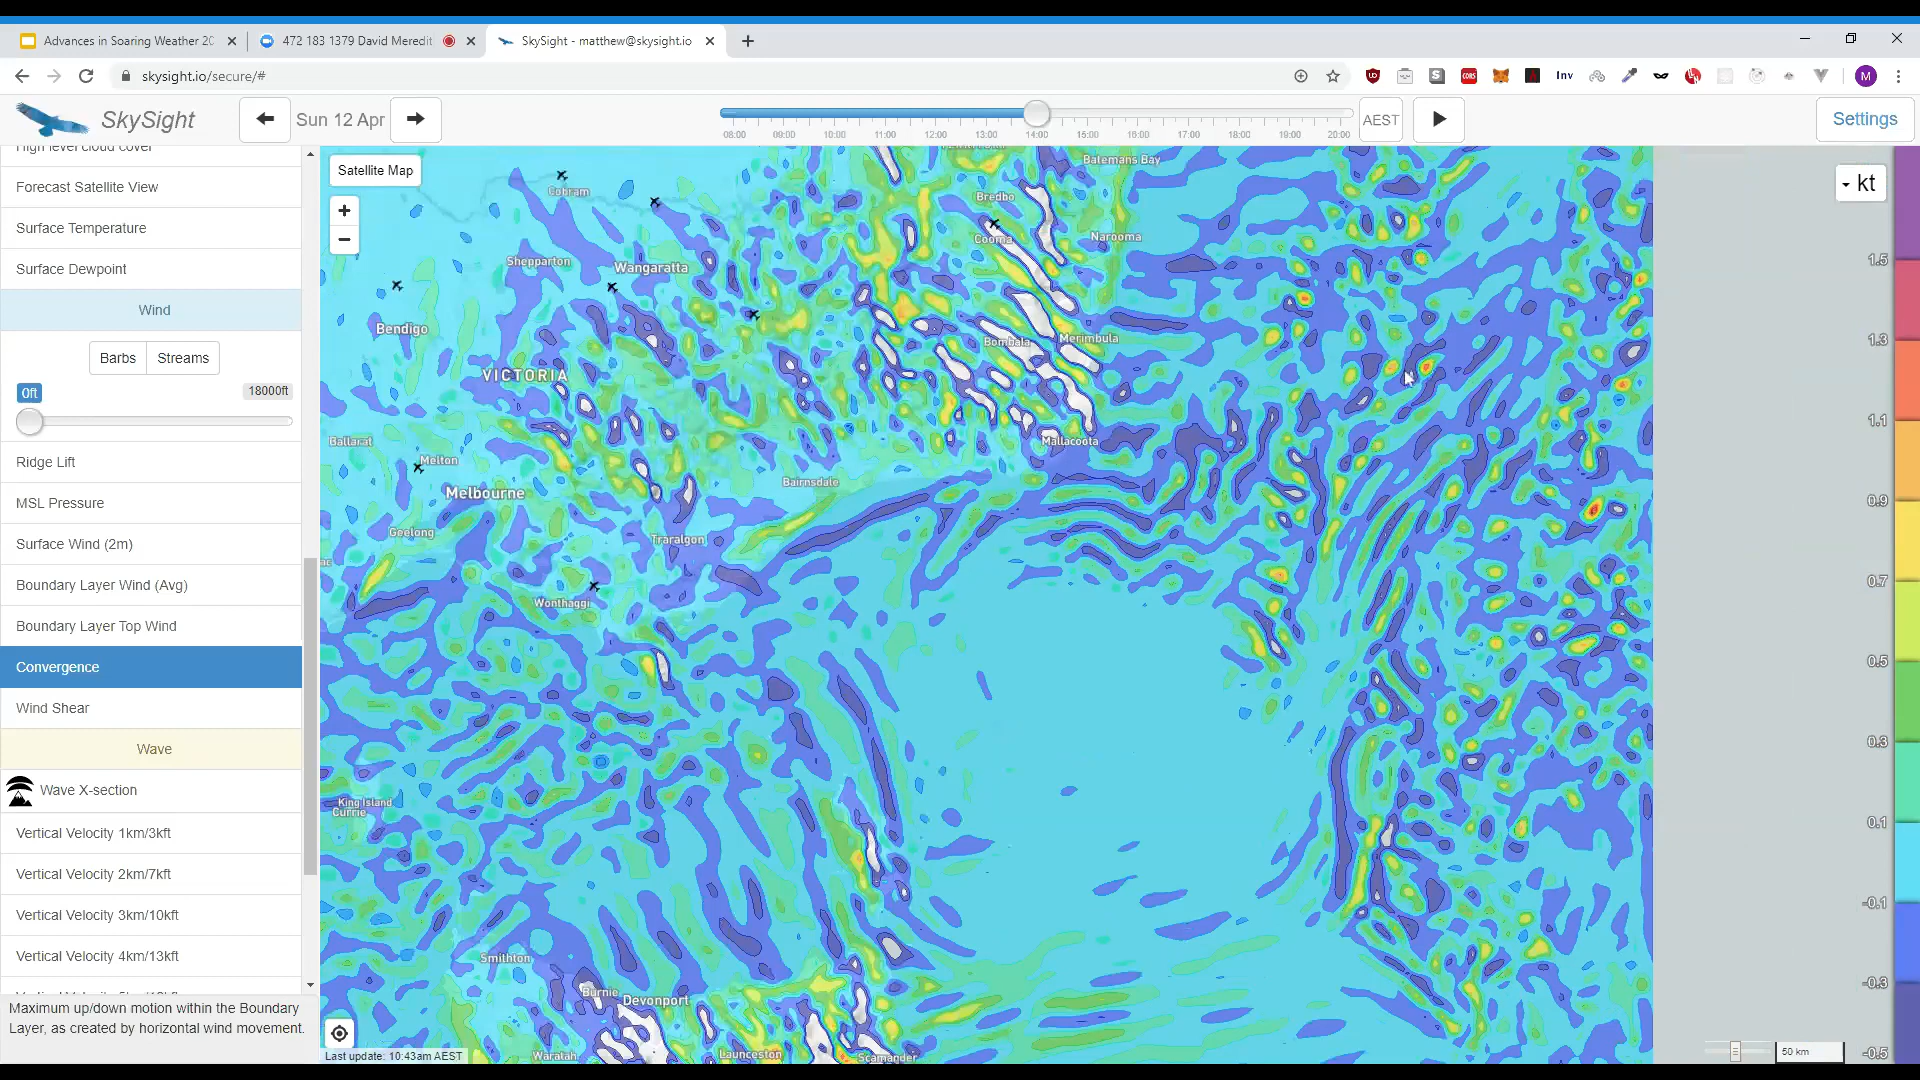 Advances in Soaring Weather 20
472 183 1379 David Meredit
SkySight - matthew@skysight.io
skysight.io/secure/#
Inv
M
SkySight
Sun 12 Apr
08:00 09:00 10:00 11:00 12:00 13:00 14:00 15:00 16:00 17:00 18:00 19:00 20:00
AEST
Settings
High level cloud cover
Forecast Satellite View
Surface Temperature
Surface Dewpoint
Wind
Barbs
Streams
0ft
18000ft
Ridge Lift
MSL Pressure
Surface Wind (2m)
Boundary Layer Wind (Avg)
Boundary Layer Top Wind
Convergence
Wind Shear
Wave
Wave X-section
Vertical Velocity 1km/3kft
Vertical Velocity 2km/7kft
Vertical Velocity 3km/10kft
Vertical Velocity 4km/13kft
Maximum up/down motion within the Boundary
Layer, as created by horizontal wind movement.
Satellite Map
+
−
Cobram
Batemans Bay
Bredbo
Cooma
Narooma
Shepparton
Wangaratta
Bendigo
Bombala
Merimbula
VICTORIA
Ballarat
Melton
Mallacoota
Melbourne
Bairnsdale
Geelong
Traralgon
Wonthaggi
King Island
Currie
Smithton
Burnie
Devonport
Waratah
Launceston
Scamander
Last update: 10:43am AEST
kt
1.5
1.3
1.1
0.9
0.7
0.5
0.3
0.1
-0.1
-0.3
-0.5
50 km